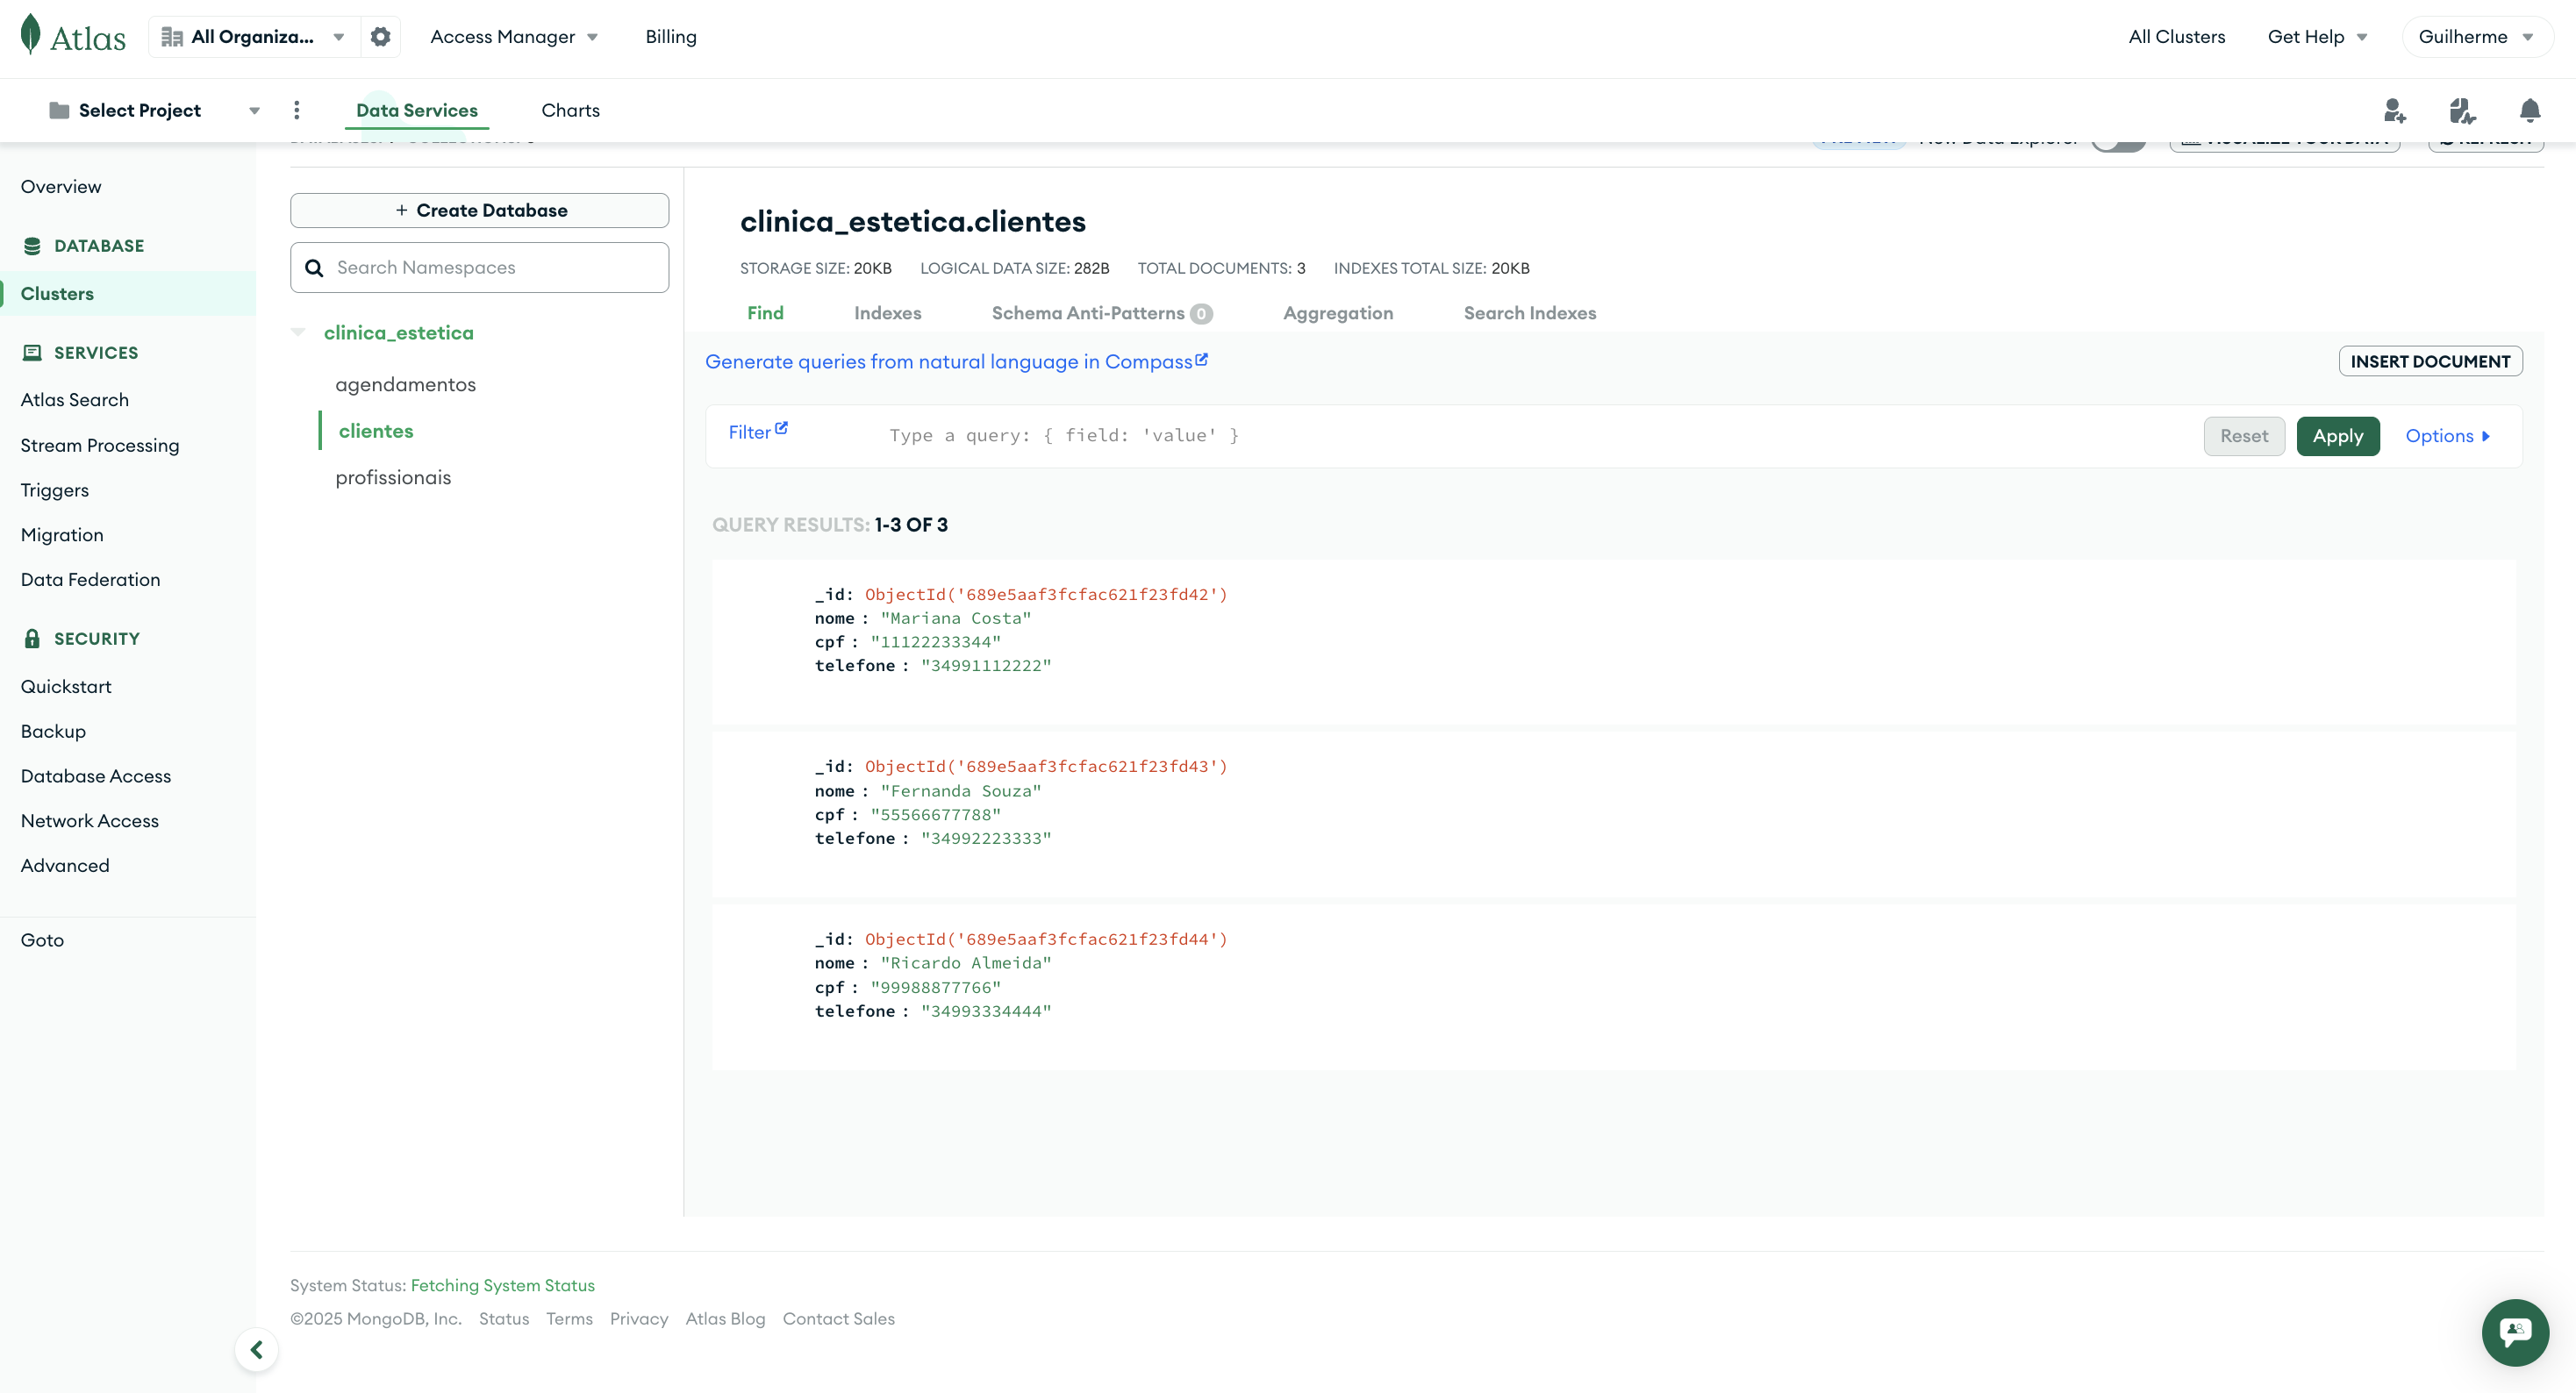 Atlas
All Organiza...
Access Manager
Billing
All Clusters
Get Help
Guilherme
Select Project
Data Services
Charts
Overview
DATABASE
Clusters
SERVICES
Atlas Search
Stream Processing
Triggers
Migration
Data Federation
SECURITY
Quickstart
Backup
Database Access
Network Access
Advanced
Goto
+ Create Database
Search Namespaces
clinica_estetica
agendamentos
clientes
profissionais
clinica_estetica.clientes
STORAGE SIZE: 20KB LOGICAL DATA SIZE: 282B TOTAL DOCUMENTS: 3 INDEXES TOTAL SIZE: 20KB
Find Indexes Schema Anti-Patterns 0 Aggregation Search Indexes
Generate queries from natural language in Compass
INSERT DOCUMENT
Filter
Type a query: { field: 'value' }
Reset
Apply
Options
QUERY RESULTS: 1-3 OF 3
_id: ObjectId('689e5aaf3fcfac621f23fd42')
nome : "Mariana Costa"
cpf : "11122233344"
telefone : "34991112222"
_id: ObjectId('689e5aaf3fcfac621f23fd43')
nome : "Fernanda Souza"
cpf : "55566677788"
telefone : "34992223333"
_id: ObjectId('689e5aaf3fcfac621f23fd44')
nome : "Ricardo Almeida"
cpf : "99988877766"
telefone : "34993334444"
System Status: Fetching System Status
©2025 MongoDB, Inc. Status Terms Privacy Atlas Blog Contact Sales